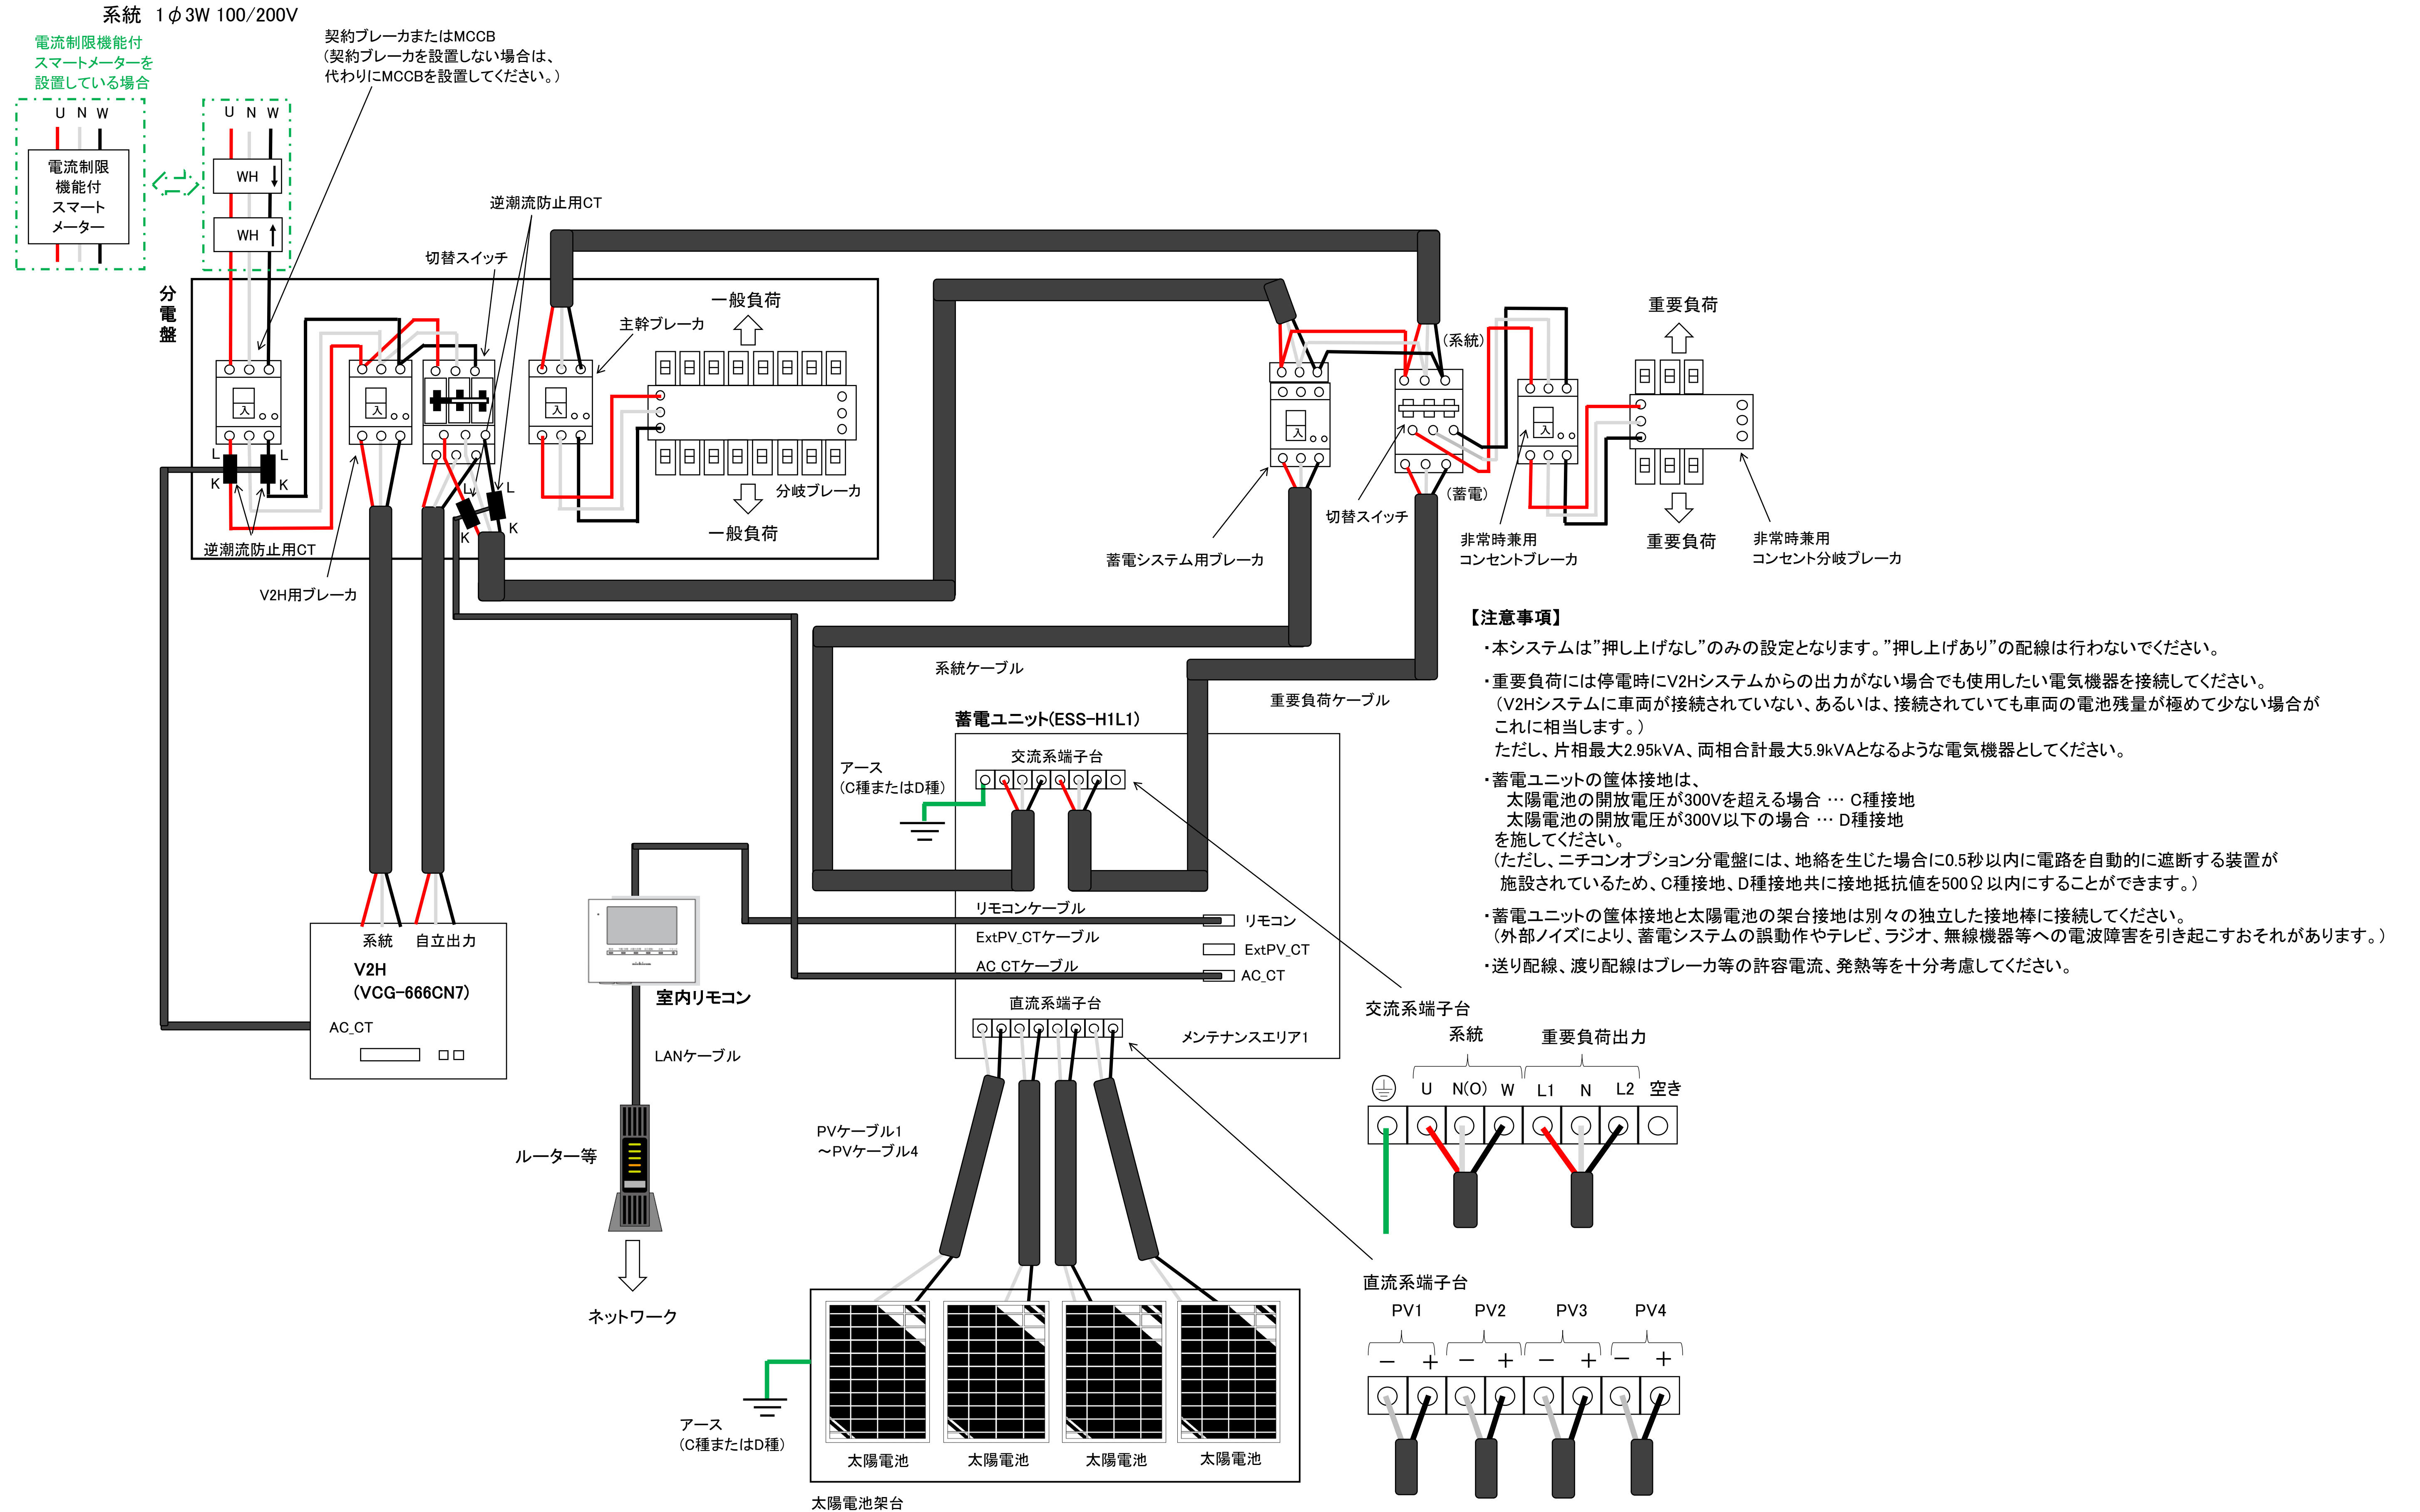 系統 1φ3W 100/200V
電流制限機能付
スマートメーターを
設置している場合
契約ブレーカまたはMCCB
(契約ブレーカを設置しない場合は、
代わりにMCCBを設置してください。)
U N W
U N W
電流制限
機能付
スマート
メーター
WH
WH
逆潮流防止用CT
切替スイッチ
分電盤
主幹ブレーカ
一般負荷
入
入
入
L
L
K
K
L
L
K
K
分岐ブレーカ
一般負荷
逆潮流防止用CT
V2H用ブレーカ
(系統)
重要負荷
入
入
(蓄電)
切替スイッチ
蓄電システム用ブレーカ
非常時兼用
コンセントブレーカ
重要負荷
非常時兼用
コンセント分岐ブレーカ
系統ケーブル
重要負荷ケーブル
蓄電ユニット(ESS-H1L1)
交流系端子台
アース
(C種またはD種)
リモコンケーブル
リモコン
ExtPV_CTケーブル
ExtPV_CT
AC_CTケーブル
AC_CT
直流系端子台
メンテナンスエリア1
系統 自立出力
V2H
(VCG-666CN7)
AC_CT
室内リモコン
LANケーブル
ルーター等
ネットワーク
PVケーブル1
～PVケーブル4
アース
(C種またはD種)
太陽電池
太陽電池
太陽電池
太陽電池
太陽電池架台
【注意事項】
・本システムは”押し上げなし”のみの設定となります。”押し上げあり”の配線は行わないでください。
・重要負荷には停電時にV2Hシステムからの出力がない場合でも使用したい電気機器を接続してください。
(V2Hシステムに車両が接続されていない、あるいは、接続されていても車両の電池残量が極めて少ない場合が
これに相当します。)
ただし、片相最大2.95kVA、両相合計最大5.9kVAとなるような電気機器としてください。
・蓄電ユニットの筐体接地は、
太陽電池の開放電圧が300Vを超える場合 … C種接地
太陽電池の開放電圧が300V以下の場合 … D種接地
を施してください。
(ただし、ニチコンオプション分電盤には、地絡を生じた場合に0.5秒以内に電路を自動的に遮断する装置が
施設されているため、C種接地、D種接地共に接地抵抗値を500Ω以内にすることができます。)
・蓄電ユニットの筐体接地と太陽電池の架台接地は別々の独立した接地棒に接続してください。
(外部ノイズにより、蓄電システムの誤動作やテレビ、ラジオ、無線機器等への電波障害を引き起こすおそれがあります。)
・送り配線、渡り配線はブレーカ等の許容電流、発熱等を十分考慮してください。
交流系端子台
系統 重要負荷出力
U N(O) W L1 N L2 空き
直流系端子台
PV1 PV2 PV3 PV4
－ ＋ － ＋ － ＋ － ＋